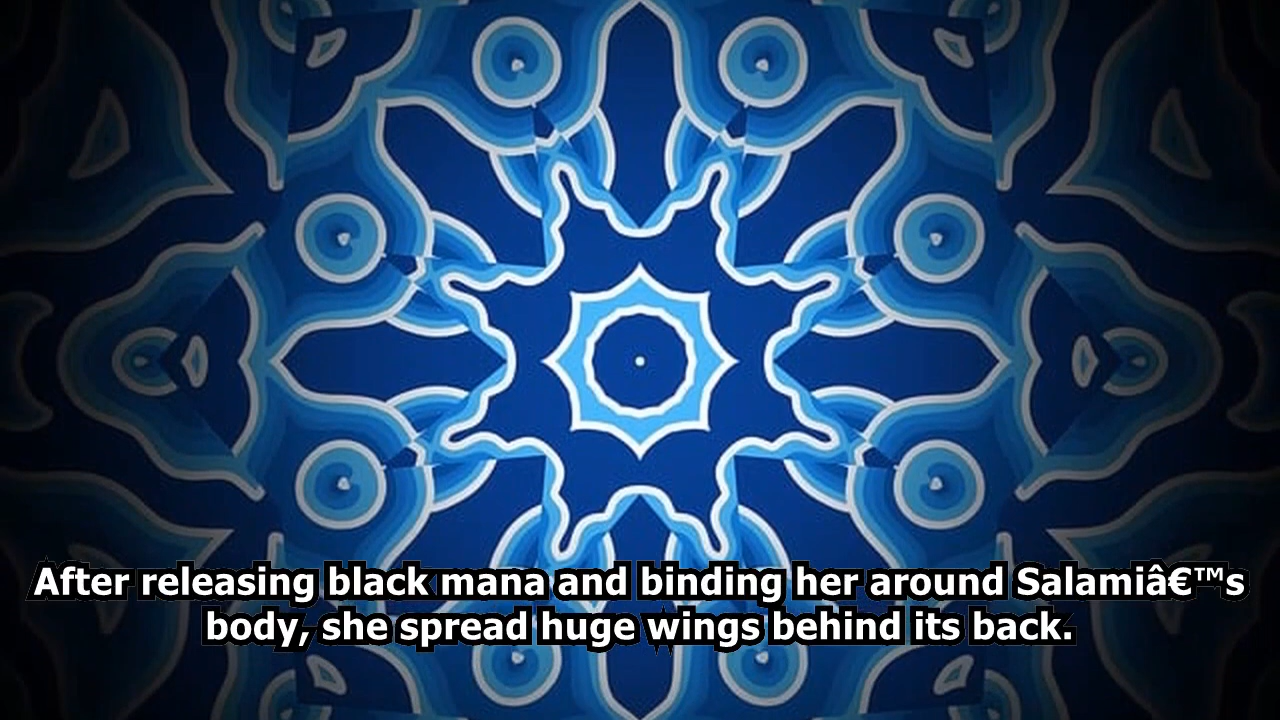 After releasing black mana and binding her around Salamiâ€™s
body, she spread huge wings behind its back.